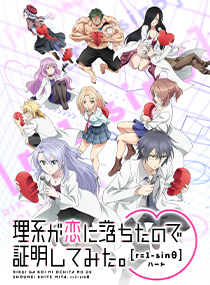 理系が恋に落ちたので
証明してみた。[r=1-sinθ]
ハート
RIKEI GA KOI NI OCHITA NO DE
SHOUMEI SHITE MITA. r=1-sinθ